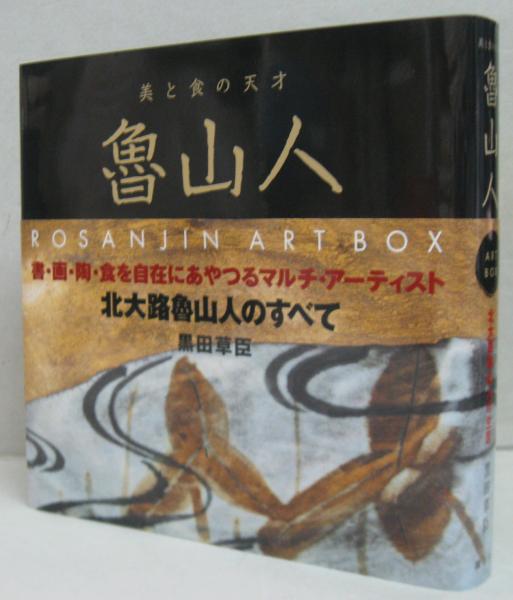 美と食の天才
魯山人
ROSANJIN ART BOX
書・画・陶・食を自在にあやつるマルチ・アーティスト
北大路魯山人のすべて
黒田草臣
魯山人
ART
BOX